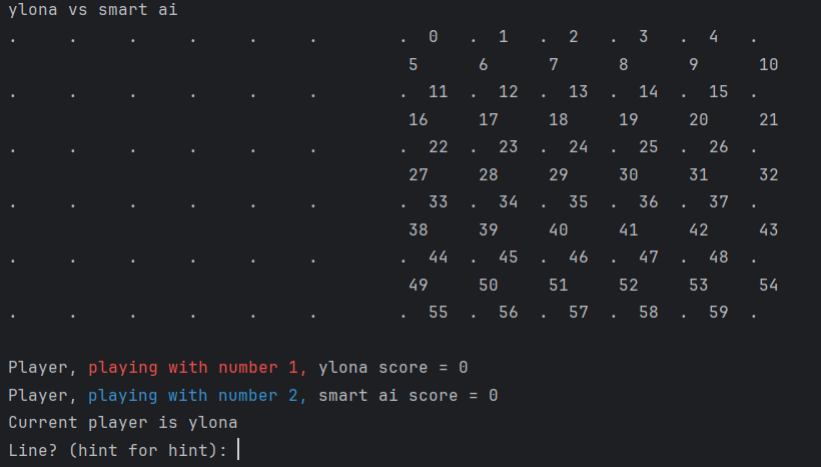 ylona vs smart ai
.     .     .     .     .     .        .  0   .  1   .  2   .  3   .  4   .
                                        5      6      7      8      9      10
.     .     .     .     .     .        .  11  .  12  .  13  .  14  .  15  .
                                        16     17     18     19     20     21
.     .     .     .     .     .        .  22  .  23  .  24  .  25  .  26  .
                                        27     28     29     30     31     32
.     .     .     .     .     .        .  33  .  34  .  35  .  36  .  37  .
                                        38     39     40     41     42     43
.     .     .     .     .     .        .  44  .  45  .  46  .  47  .  48  .
                                        49     50     51     52     53     54
.     .     .     .     .     .        .  55  .  56  .  57  .  58  .  59  .
Player, playing with number 1, ylona score = 0
Player, playing with number 2, smart ai score = 0
Current player is ylona
Line? (hint for hint):